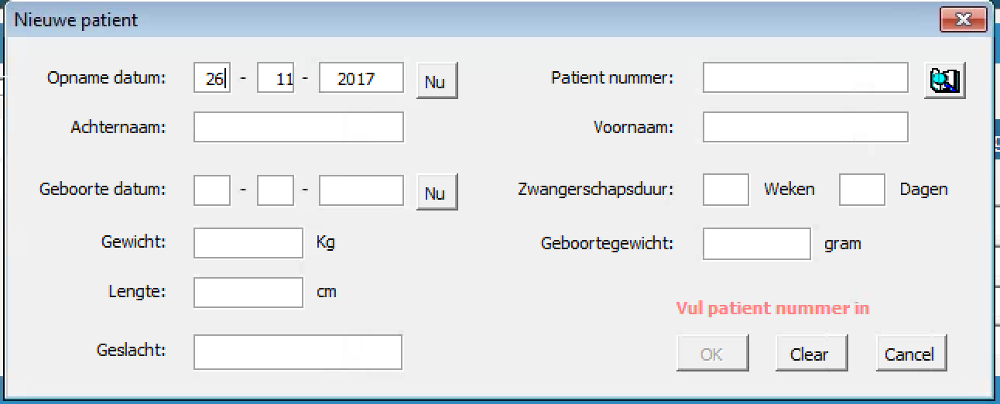 Nieuwe patient
Opname datum: 26 - 11 - 2017 Nu Patient nummer:
Achternaam: Voornaam:
Geboorte datum: - - Nu Zwangerschapsduur: Weken Dagen
Gewicht: Kg Geboortegewicht: gram
Lengte: cm
Vul patient nummer in
Geslacht: OK Clear Cancel